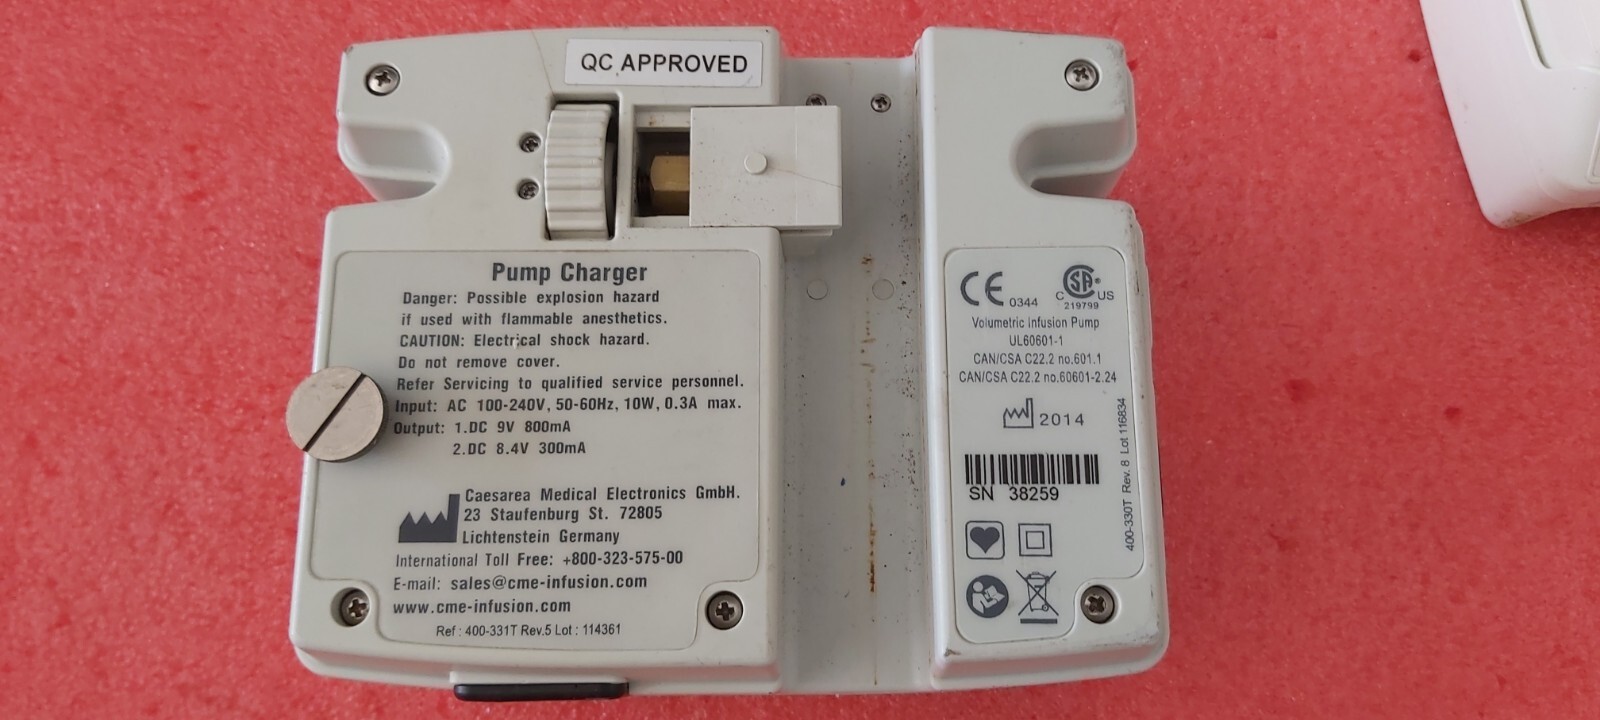 QC APPROVED
Pump Charger
Danger: Possible explosion hazard
if used with flammable anesthetics.
CAUTION: Electrical shock hazard.
Do not remove cover.
Refer Servicing to qualified service personnel.
Input: AC 100-240V, 50-60Hz, 10W, 0.3A max.
Output: 1.DC 9V 800mA
2.DC 8.4V 300mA
Caesarea Medical Electronics GmbH.
23 Staufenburg St. 72805
Lichtenstein Germany
International Toll Free: +800-323-575-00
E-mail: sales@cme-infusion.com
www.cme-infusion.com
Ref : 400-331T Rev.5 Lot : 114361
CE 0344
C SA US
219799
Volumetric Infusion Pump
UL60601-1
CAN/CSA C22.2 no.601.1
CAN/CSA C22.2 no.60601-2.24
2014
SN 38259
400-330T Rev. 8 Lot 116834